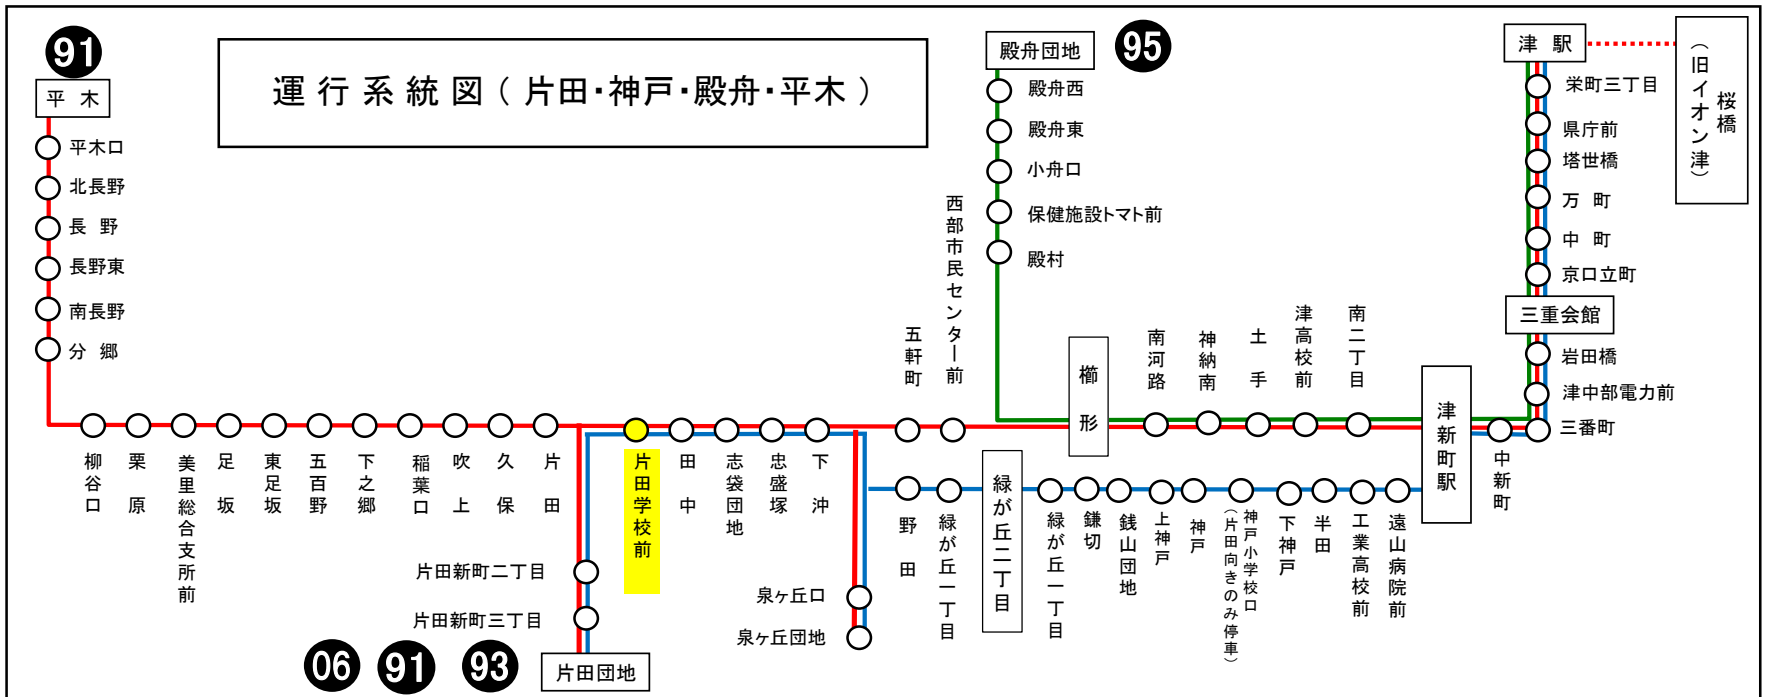 91
平 木
運 行 系 統 図 ( 片田・神戸・殿舟・平木 )
平木口
北長野
長 野
長野東
南長野
分 郷
柳谷口
栗 原
美里総合支所前
足 坂
東足坂
五百野
下之郷
稲葉口
吹 上
久 保
片 田
片田学校前
田 中
志袋団地
忠盛塚
下 沖
片田新町二丁目
片田新町三丁目
06
91
93
片田団地
泉ヶ丘口
泉ヶ丘団地
五軒町
西部市民センター前
殿舟団地
95
殿舟西
殿舟東
小舟口
保健施設トマト前
殿村
櫛 形
南河路
神納南
土 手
津高校前
南二丁目
野 田
緑が丘一丁目
緑が丘二丁目
緑が丘一丁目
鎌切
銭山団地
上神戸
神戸
神戸小学校口
(片田向きのみ停車)
下神戸
半田
工業高校前
遠山病院前
津新町駅
中新町
津 駅
栄町三丁目
県庁前
塔世橋
万 町
中 町
京口立町
三重会館
岩田橋
津中部電力前
三番町
桜橋
(旧イオン津)